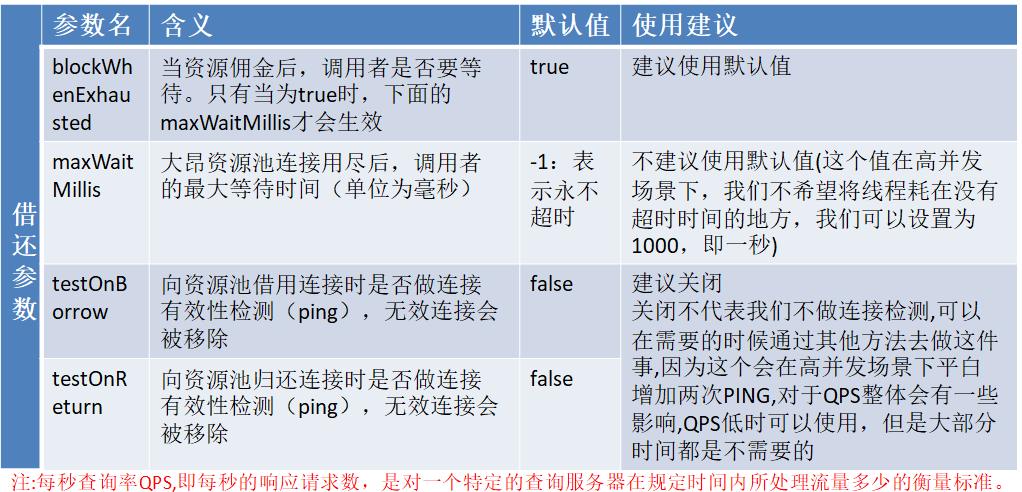 参数名 含义 默认值 使用建议
借还参数
blockWh
enExhau
sted
当资源佣金后，调用者是否要等
待。只有当为true时，下面的
maxWaitMillis才会生效
true
建议使用默认值
maxWait
Millis
大昂资源池连接用尽后，调用者
的最大等待时间（单位为毫秒）
-1：表
示永不
超时
不建议使用默认值(这个值在高并发
场景下，我们不希望将线程耗在没有
超时时间的地方，我们可以设置为
1000，即一秒)
testOnB
orrow
向资源池借用连接时是否做连接
有效性检测（ping），无效连接会
被移除
false
建议关闭
关闭不代表我们不做连接检测,可以
在需要的时候通过其他方法去做这件
事,因为这个会在高并发场景下平白
增加两次PING,对于QPS整体会有一些
影响,QPS低时可以使用，但是大部分
时间都是不需要的
testOnR
eturn
向资源池归还连接时是否做连接
有效性检测（ping），无效连接会
被移除
false
注:每秒查询率QPS,即每秒的响应请求数，是对一个特定的查询服务器在规定时间内所处理流量多少的衡量标准。